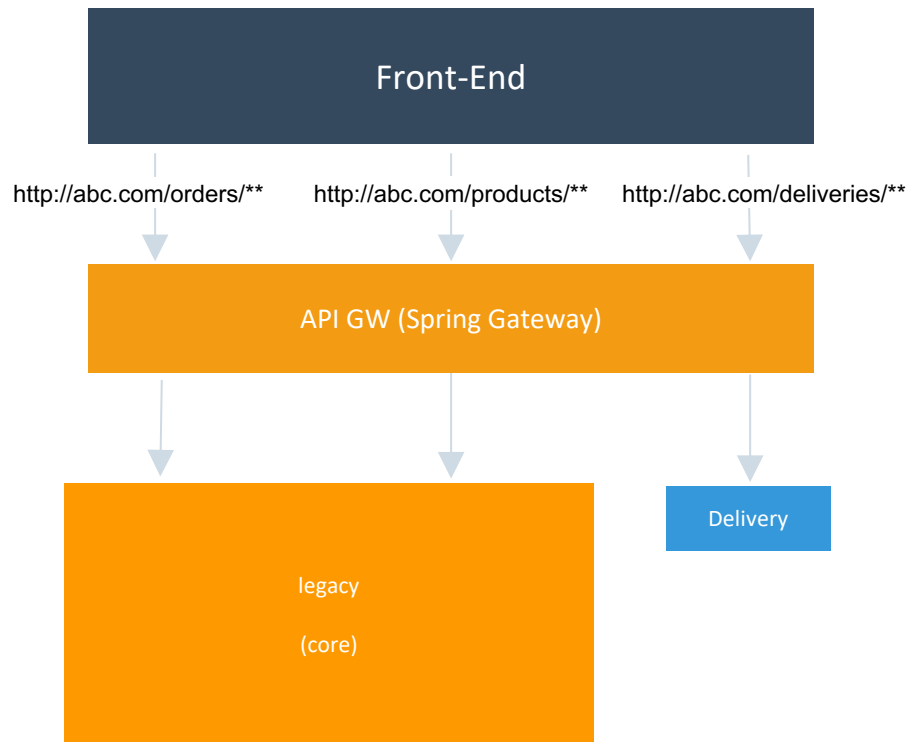 Front-End
http://abc.com/orders/**
http://abc.com/products/**
http://abc.com/deliveries/**
API GW (Spring Gateway)
Delivery
legacy
(core)